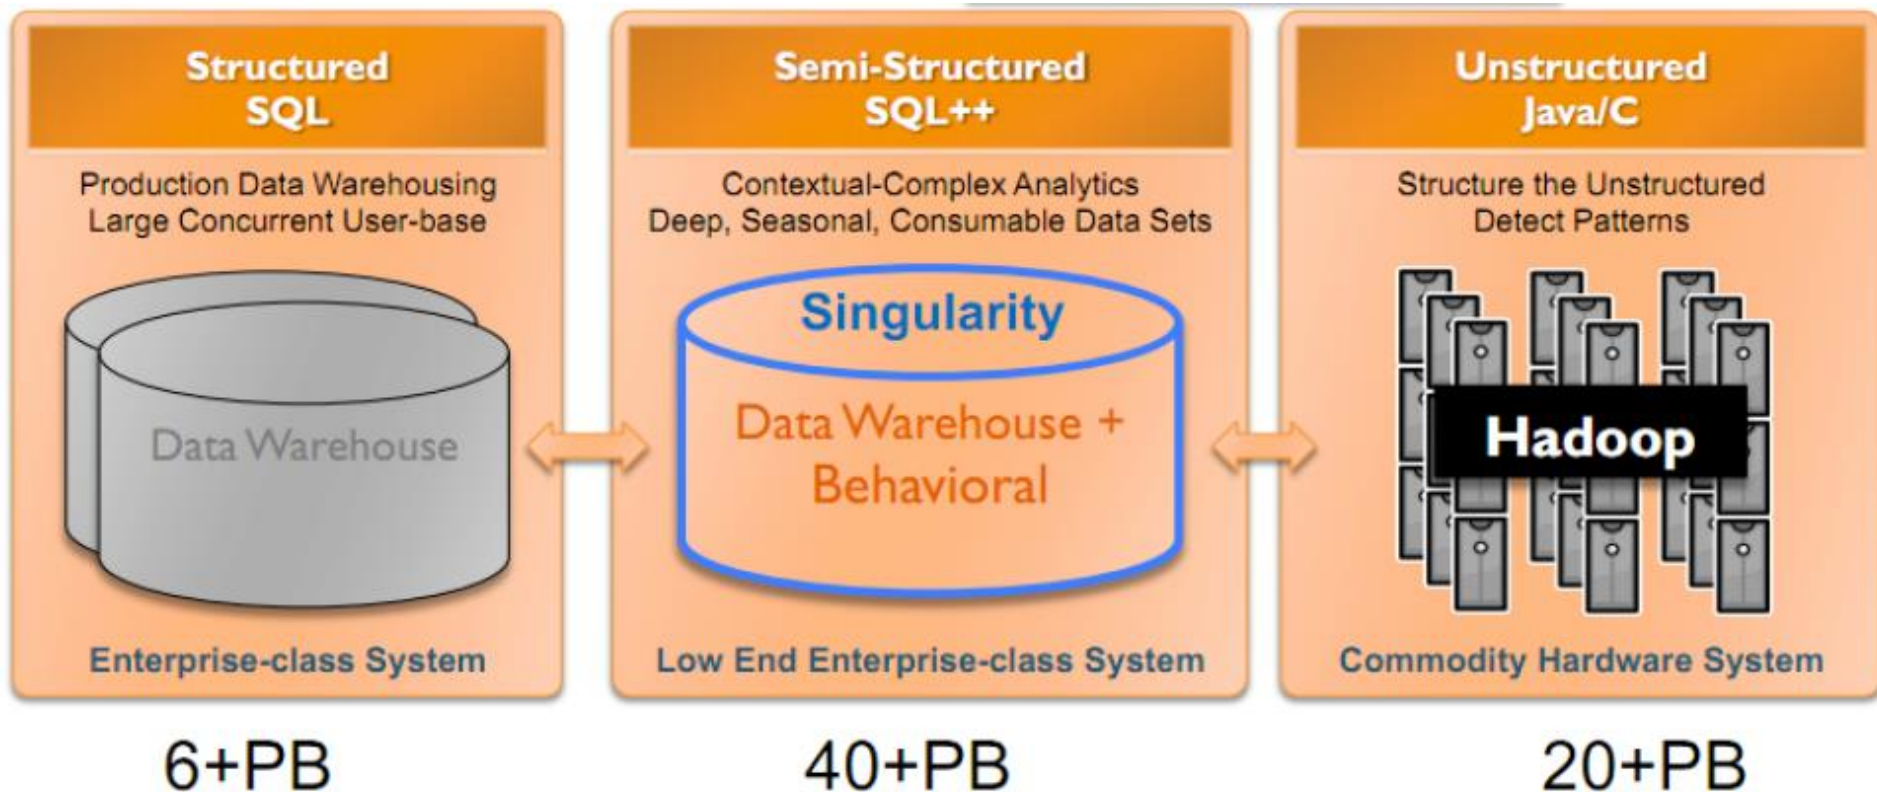 Structured
SQL
Production Data Warehousing
Large Concurrent User-base
Data Warehouse
Enterprise-class System
6+PB
Semi-Structured
SQL++
Contextual-Complex Analytics
Deep, Seasonal, Consumable Data Sets
Singularity
Data Warehouse +
Behavioral
Low End Enterprise-class System
40+PB
Unstructured
Java/C
Structure the Unstructured
Detect Patterns
Hadoop
Commodity Hardware System
20+PB